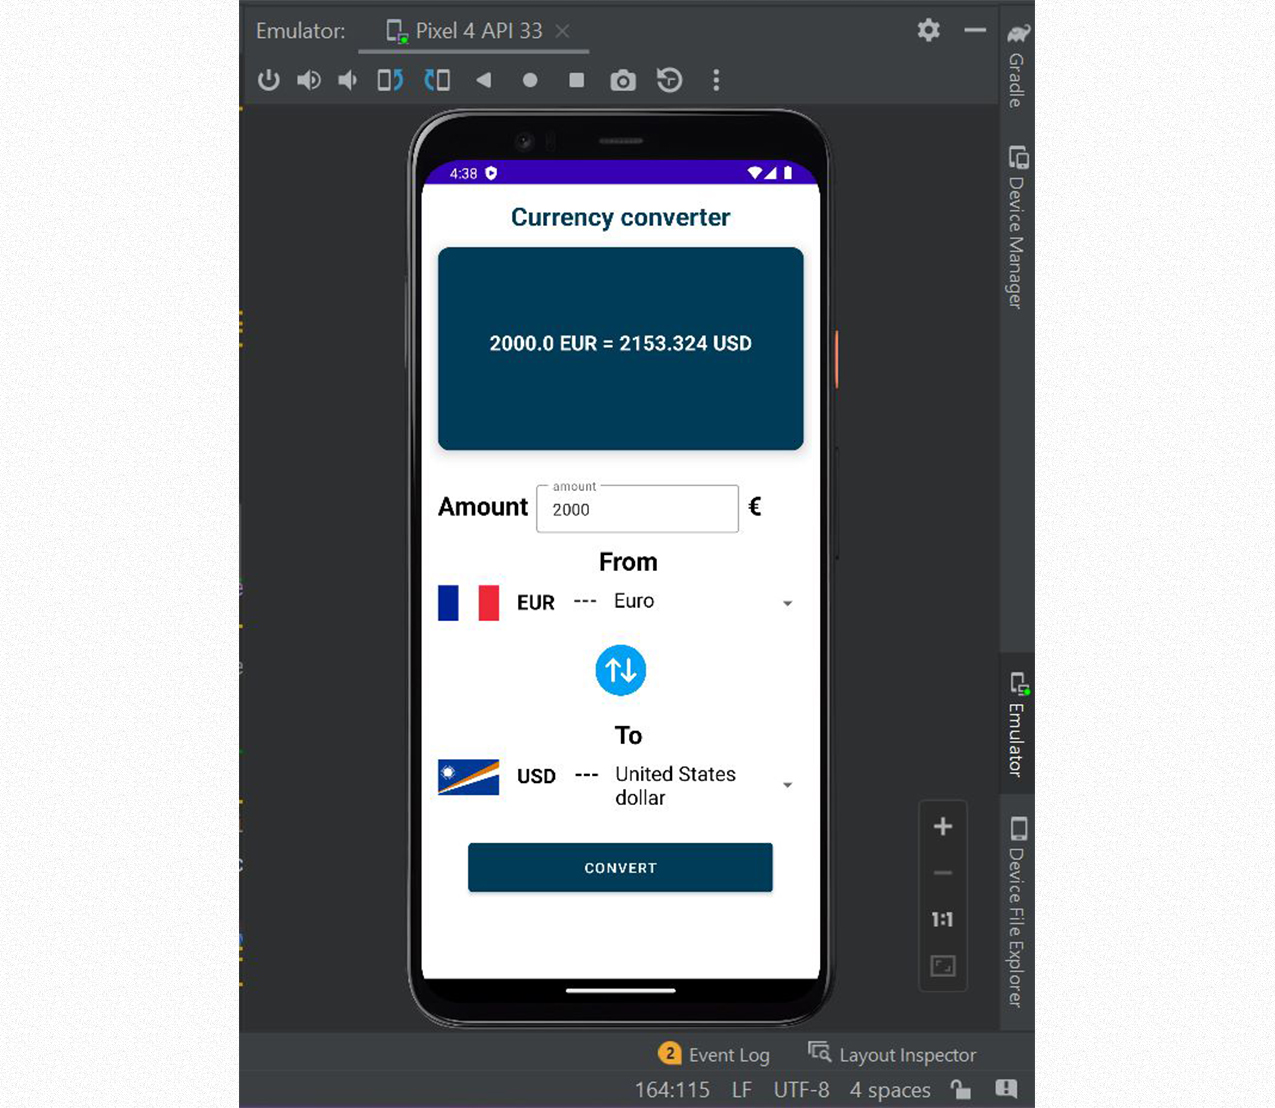 Emulator:
Pixel 4 API 33
Gradle
Device Manager
4:38
Currency converter
2000.0 EUR = 2153.324 USD
amount
Amount
2000
€
From
EUR --- Euro
To
USD --- United States
dollar
CONVERT
Emulator
1:1
Device File Explorer
2 Event Log
Layout Inspector
164:115 LF UTF-8 4 spaces